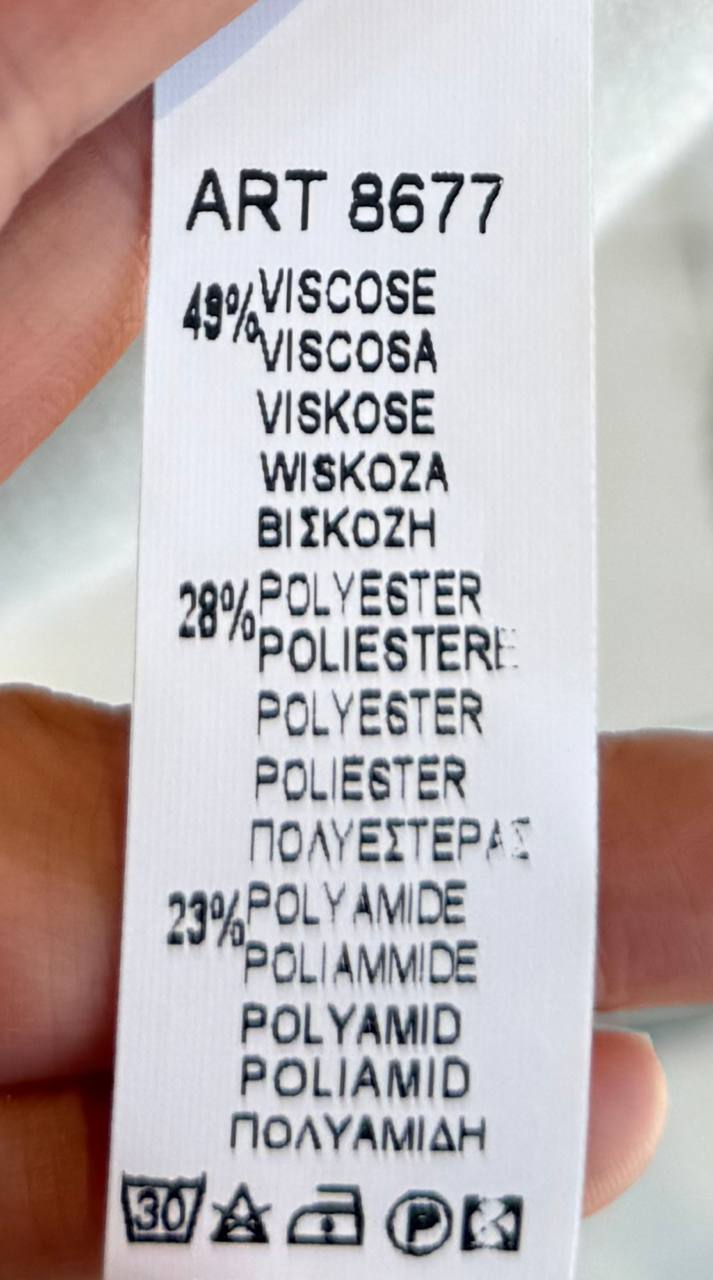 ART 8677
49% VISCOSE
VISCOSA
VISKOSE
WISKOZA
ΒΙΣΚΟΖΗ
28% POLYESTER
POLIESTERE
POLYESTER
POLIESTER
ΠΟΛΥΕΣΤΕΡΑΣ
23% POLYAMIDE
POLIAMMIDE
POLYAMID
POLIAMID
ΠΟΛΥΑΜΙΔΗ
30 P